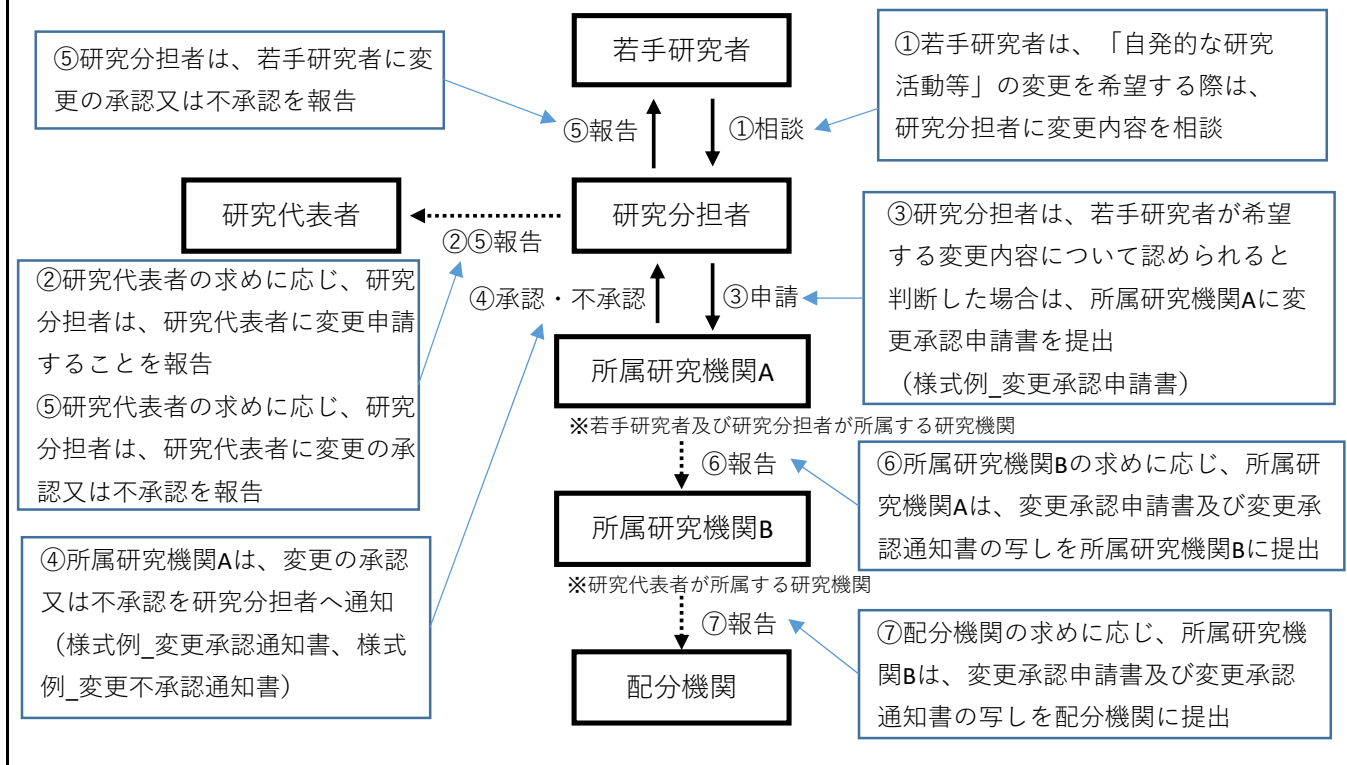 若手研究者
①若手研究者は、「自発的な研究
活動等」の変更を希望する際は、
研究分担者に変更内容を相談
⑤研究分担者は、若手研究者に変
更の承認又は不承認を報告
⑤報告
①相談
研究代表者
研究分担者
②⑤報告
③研究分担者は、若手研究者が希望
する変更内容について認められると
判断した場合は、所属研究機関Aに変
更承認申請書を提出
（様式例_変更承認申請書）
②研究代表者の求めに応じ、研究
分担者は、研究代表者に変更申請
することを報告
⑤研究代表者の求めに応じ、研究
分担者は、研究代表者に変更の承
認又は不承認を報告
④承認・不承認
③申請
所属研究機関A
※若手研究者及び研究分担者が所属する研究機関
⑥報告
⑥所属研究機関Bの求めに応じ、所属研
究機関Aは、変更承認申請書及び変更承
認通知書の写しを所属研究機関Bに提出
所属研究機関B
※研究代表者が所属する研究機関
④所属研究機関Aは、変更の承認
又は不承認を研究分担者へ通知
（様式例_変更承認通知書、様式
例_変更不承認通知書）
⑦報告
⑦配分機関の求めに応じ、所属研究機
関Bは、変更承認申請書及び変更承認
通知書の写しを配分機関に提出
配分機関